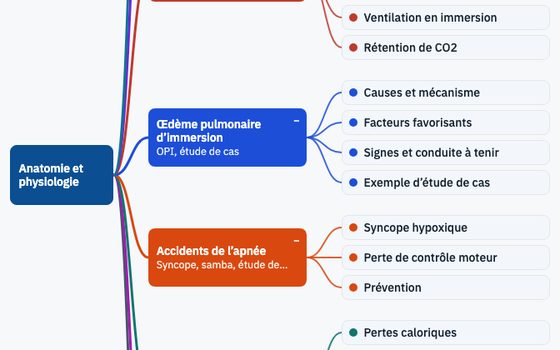 Ventilation en immersion
Rétention de CO2
Causes et mécanisme
Œdème pulmonaire
d’immersion
OPI, étude de cas
Facteurs favorisants
Signes et conduite à tenir
Exemple d’étude de cas
Anatomie et
physiologie
Syncope hypoxique
Accidents de l’apnée
Syncope, samba, étude de…
Perte de contrôle moteur
Prévention
Pertes caloriques